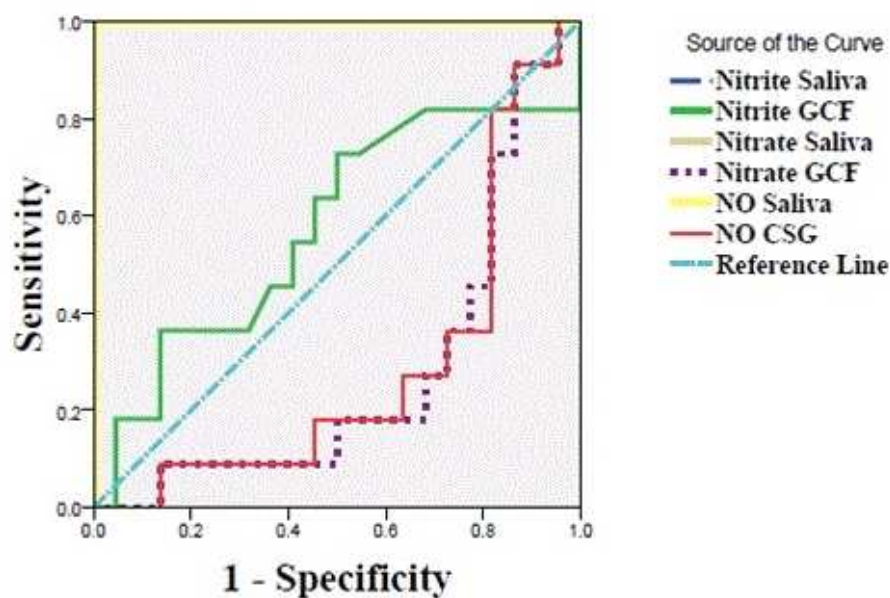 1.0
0.8
0.6
0.4
0.2
0.0
Sensitivity
0.0 0.2 0.4 0.6 0.8 1.0
1 - Specificity
Source of the Curve
Nitrite Saliva
Nitrite GCF
Nitrate Saliva
Nitrate GCF
NO Saliva
NO CSG
Reference Line